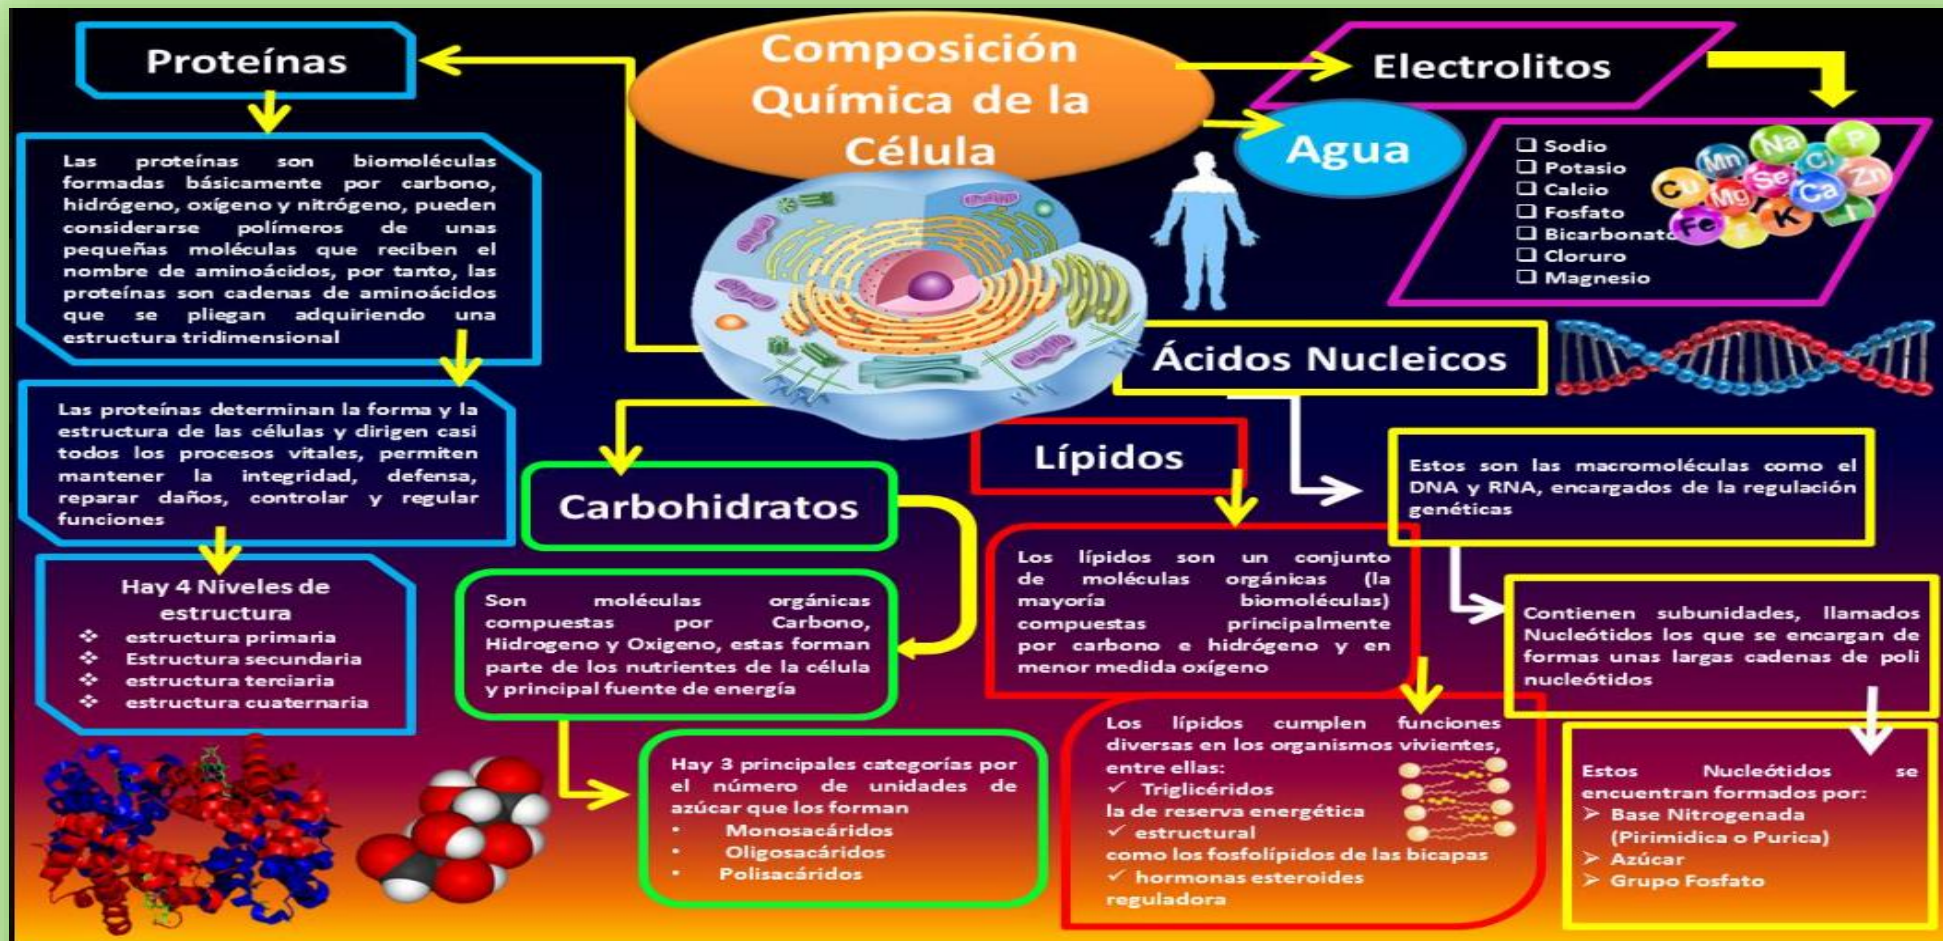 Composición
Química de la
Célula
Proteínas
Las proteínas son biomoléculas
formadas básicamente por carbono,
hidrógeno, oxígeno y nitrógeno, pueden
considerarse polímeros de unas
pequeñas moléculas que reciben el
nombre de aminoácidos, por tanto, las
proteínas son cadenas de aminoácidos
que se pliegan adquiriendo una
estructura tridimensional
Las proteínas determinan la forma y la
estructura de las células y dirigen casi
todos los procesos vitales, permiten
mantener la integridad, defensa,
reparar daños, controlar y regular
funciones
Hay 4 Niveles de
estructura
❖ estructura primaria
❖ Estructura secundaria
❖ estructura terciaria
❖ estructura cuaternaria
Carbohidratos
Son moléculas orgánicas
compuestas por Carbono,
Hidrogeno y Oxigeno, estas forman
parte de los nutrientes de la célula
y principal fuente de energía
Hay 3 principales categorías por
el número de unidades de
azúcar que los forman
• Monosacáridos
• Oligosacáridos
• Polisacáridos
Lípidos
Los lípidos son un conjunto
de moléculas orgánicas (la
mayoría biomoléculas)
compuestas principalmente
por carbono e hidrógeno y en
menor medida oxígeno
Los lípidos cumplen funciones
diversas en los organismos vivientes,
entre ellas:
✓ Triglicéridos
la de reserva energética
✓ estructural
como los fosfolípidos de las bicapas
✓ hormonas esteroides
reguladora
Ácidos Nucleicos
Estos son las macromoléculas como el
DNA y RNA, encargados de la regulación
genéticas
Contienen subunidades, llamados
Nucleótidos los que se encargan de
formas unas largas cadenas de poli
nucleótidos
Estos Nucleótidos se
encuentran formados por:
➢ Base Nitrogenada
(Pirimidica o Purica)
➢ Azúcar
➢ Grupo Fosfato
Agua
Electrolitos
❑ Sodio
❑ Potasio
❑ Calcio
❑ Fosfato
❑ Bicarbonato
❑ Cloruro
❑ Magnesio
Na
P
Mn
Cl
Se
Zn
Cu
Mg
Ca
Fe
F
K
I